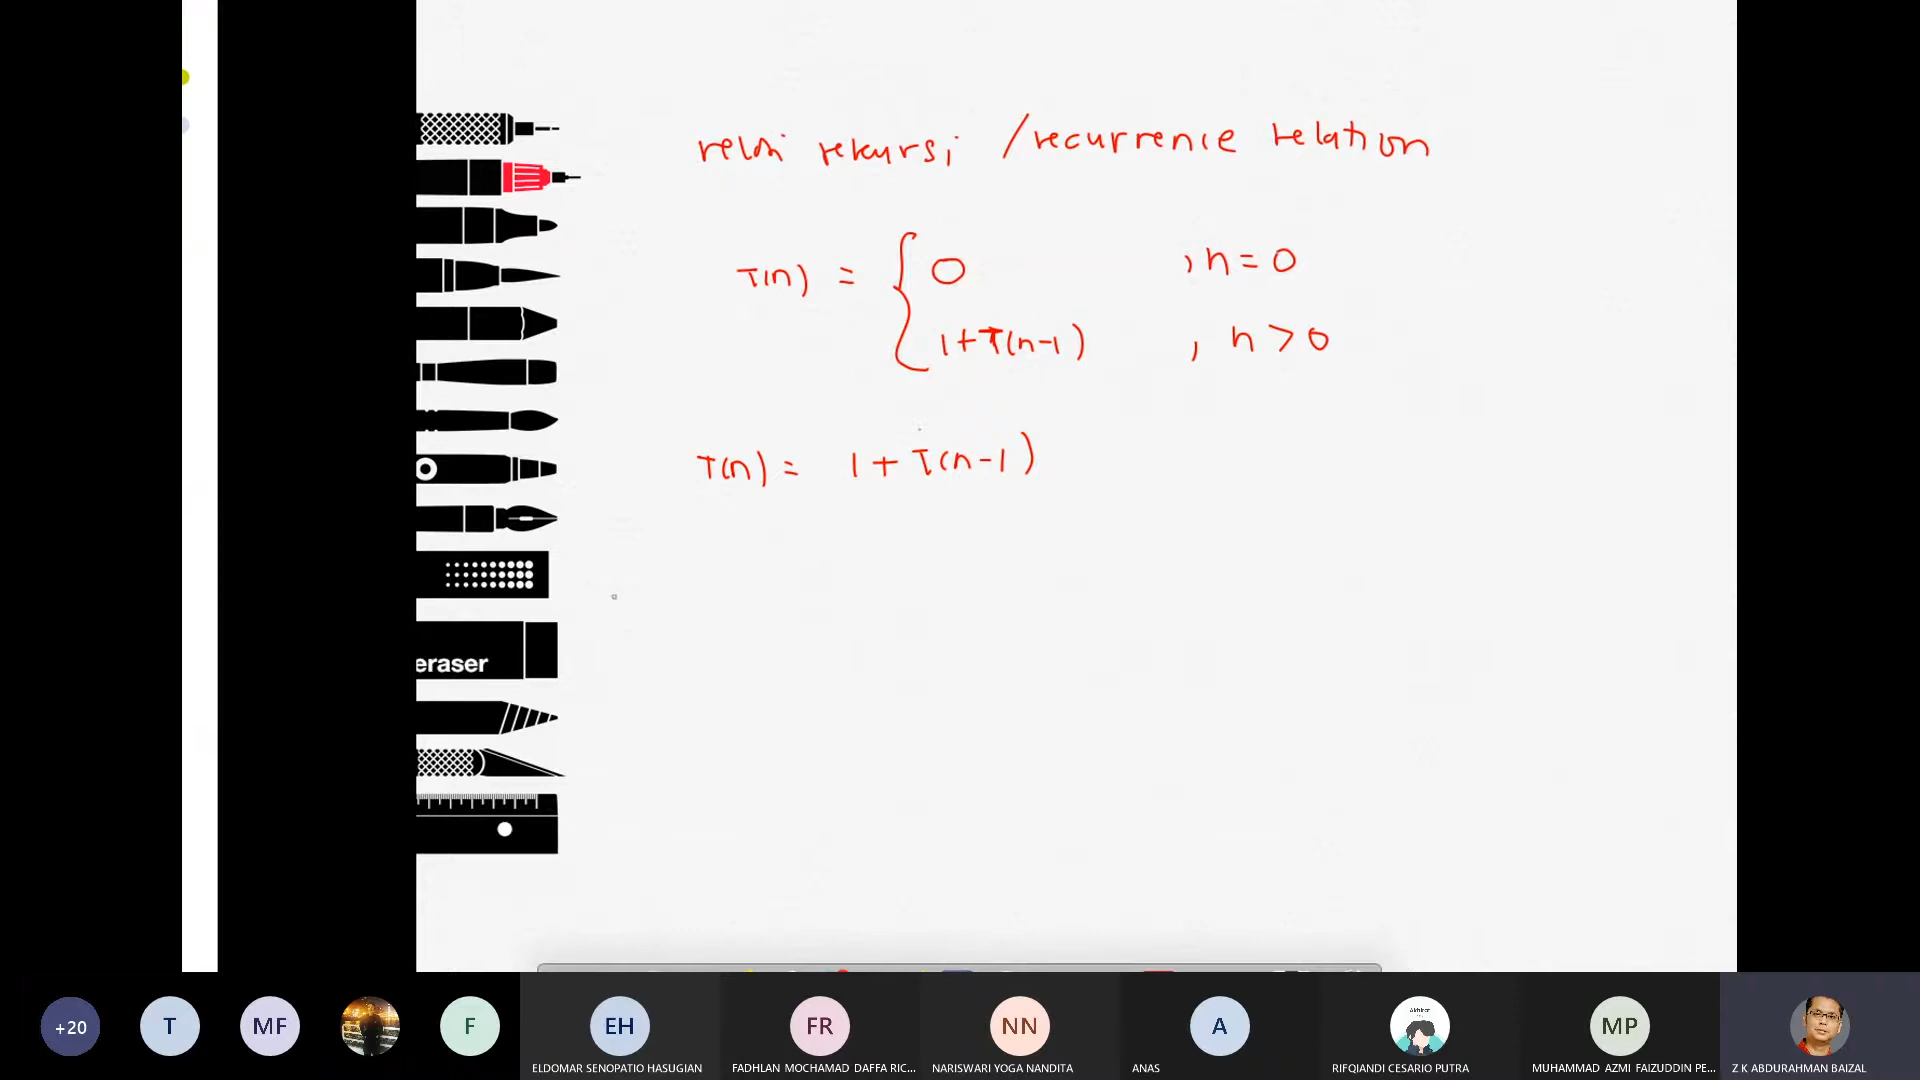 relasi rekursi / recurrence relation
T(n) = { 0 , n = 0
1 + T(n-1) , n > 0
T(n) = 1 + T(n-1)
eraser
+20 T MF F EH FR NN A MP
ELDOMAR SENOPATIO HASUGIAN FADHLAN MOCHAMAD DAFFA RIC... NARISWARI YOGA NANDITA ANAS RIFQIANDI CESARIO PUTRA MUHAMMAD AZMI FAIZUDDIN PE... Z K ABDURAHMAN BAIZAL